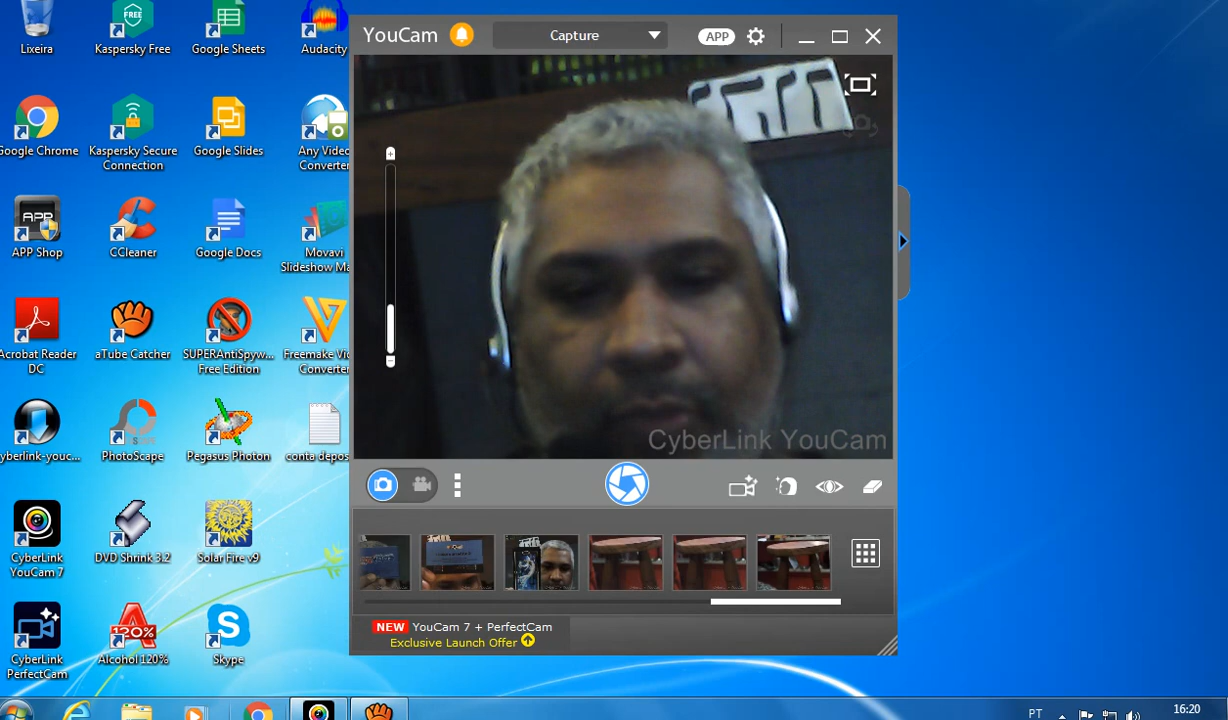 Lixeira
Kaspersky Free
Google Sheets
Audacity
Google Chrome
Kaspersky Secure
Connection
Google Slides
Any Video
Converter
APP
APP Shop
CCleaner
Google Docs
Movavi
Slideshow Ma
Acrobat Reader
DC
aTube Catcher
SUPERAntiSpyw...
Free Edition
Freemake Vi
Converter
yberlink-youc...
PhotoScape
Pegasus Photon
conta depos
CyberLink
YouCam 7
DVD Shrink 3.2
Solar Fire v9
CyberLink
PerfectCam
120%
Alcohol 120%
Skype
YouCam
Capture
APP
CyberLink YouCam
NEW YouCam 7 + PerfectCam
Exclusive Launch Offer
PT
16:20